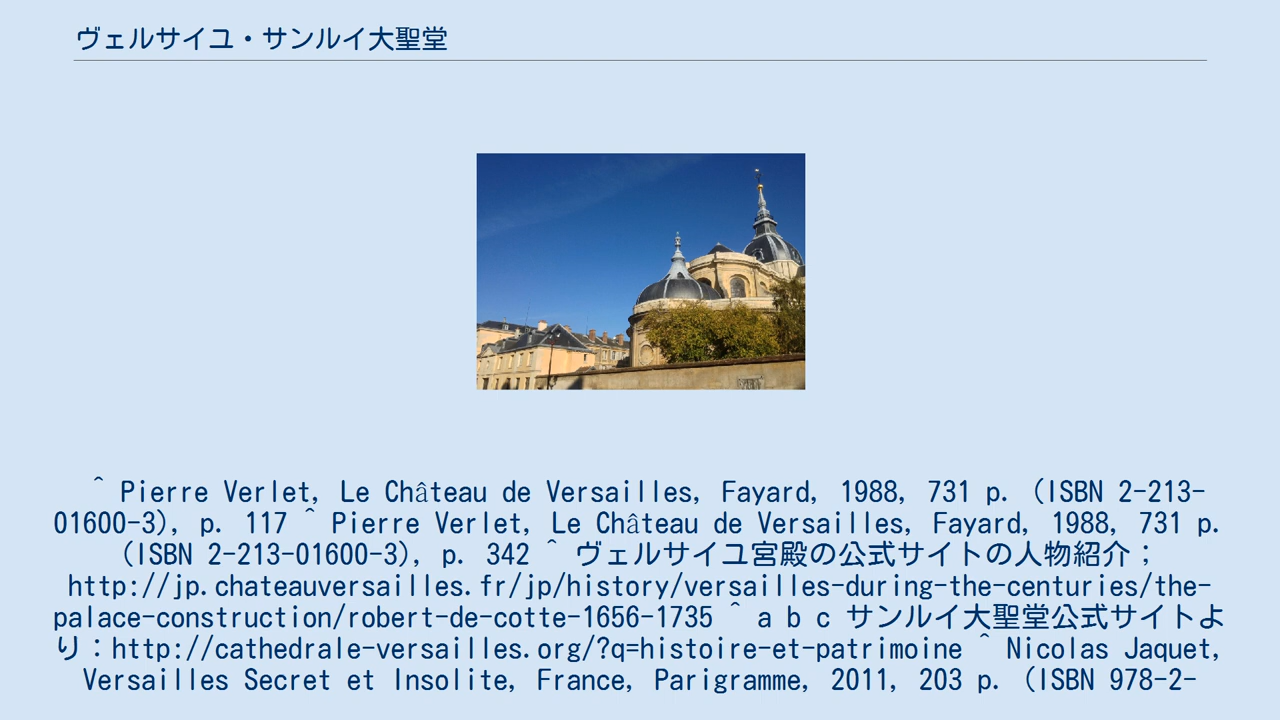 ヴェルサイユ・サンルイ大聖堂
^ Pierre Verlet, Le Château de Versailles, Fayard, 1988, 731 p. (ISBN 2-213-
01600-3), p. 117 ^ Pierre Verlet, Le Château de Versailles, Fayard, 1988, 731 p.
(ISBN 2-213-01600-3), p. 342 ^ ヴェルサイユ宮殿の公式サイトの人物紹介；
http://jp.chateauversailles.fr/jp/history/versailles-during-the-centuries/the-
palace-construction/robert-de-cotte-1656-1735 ^ a b c サンルイ大聖堂公式サイトよ
り：http://cathedrale-versailles.org/?q=histoire-et-patrimoine ^ Nicolas Jaquet,
Versailles Secret et Insolite, France, Parigramme, 2011, 203 p. (ISBN 978-2-